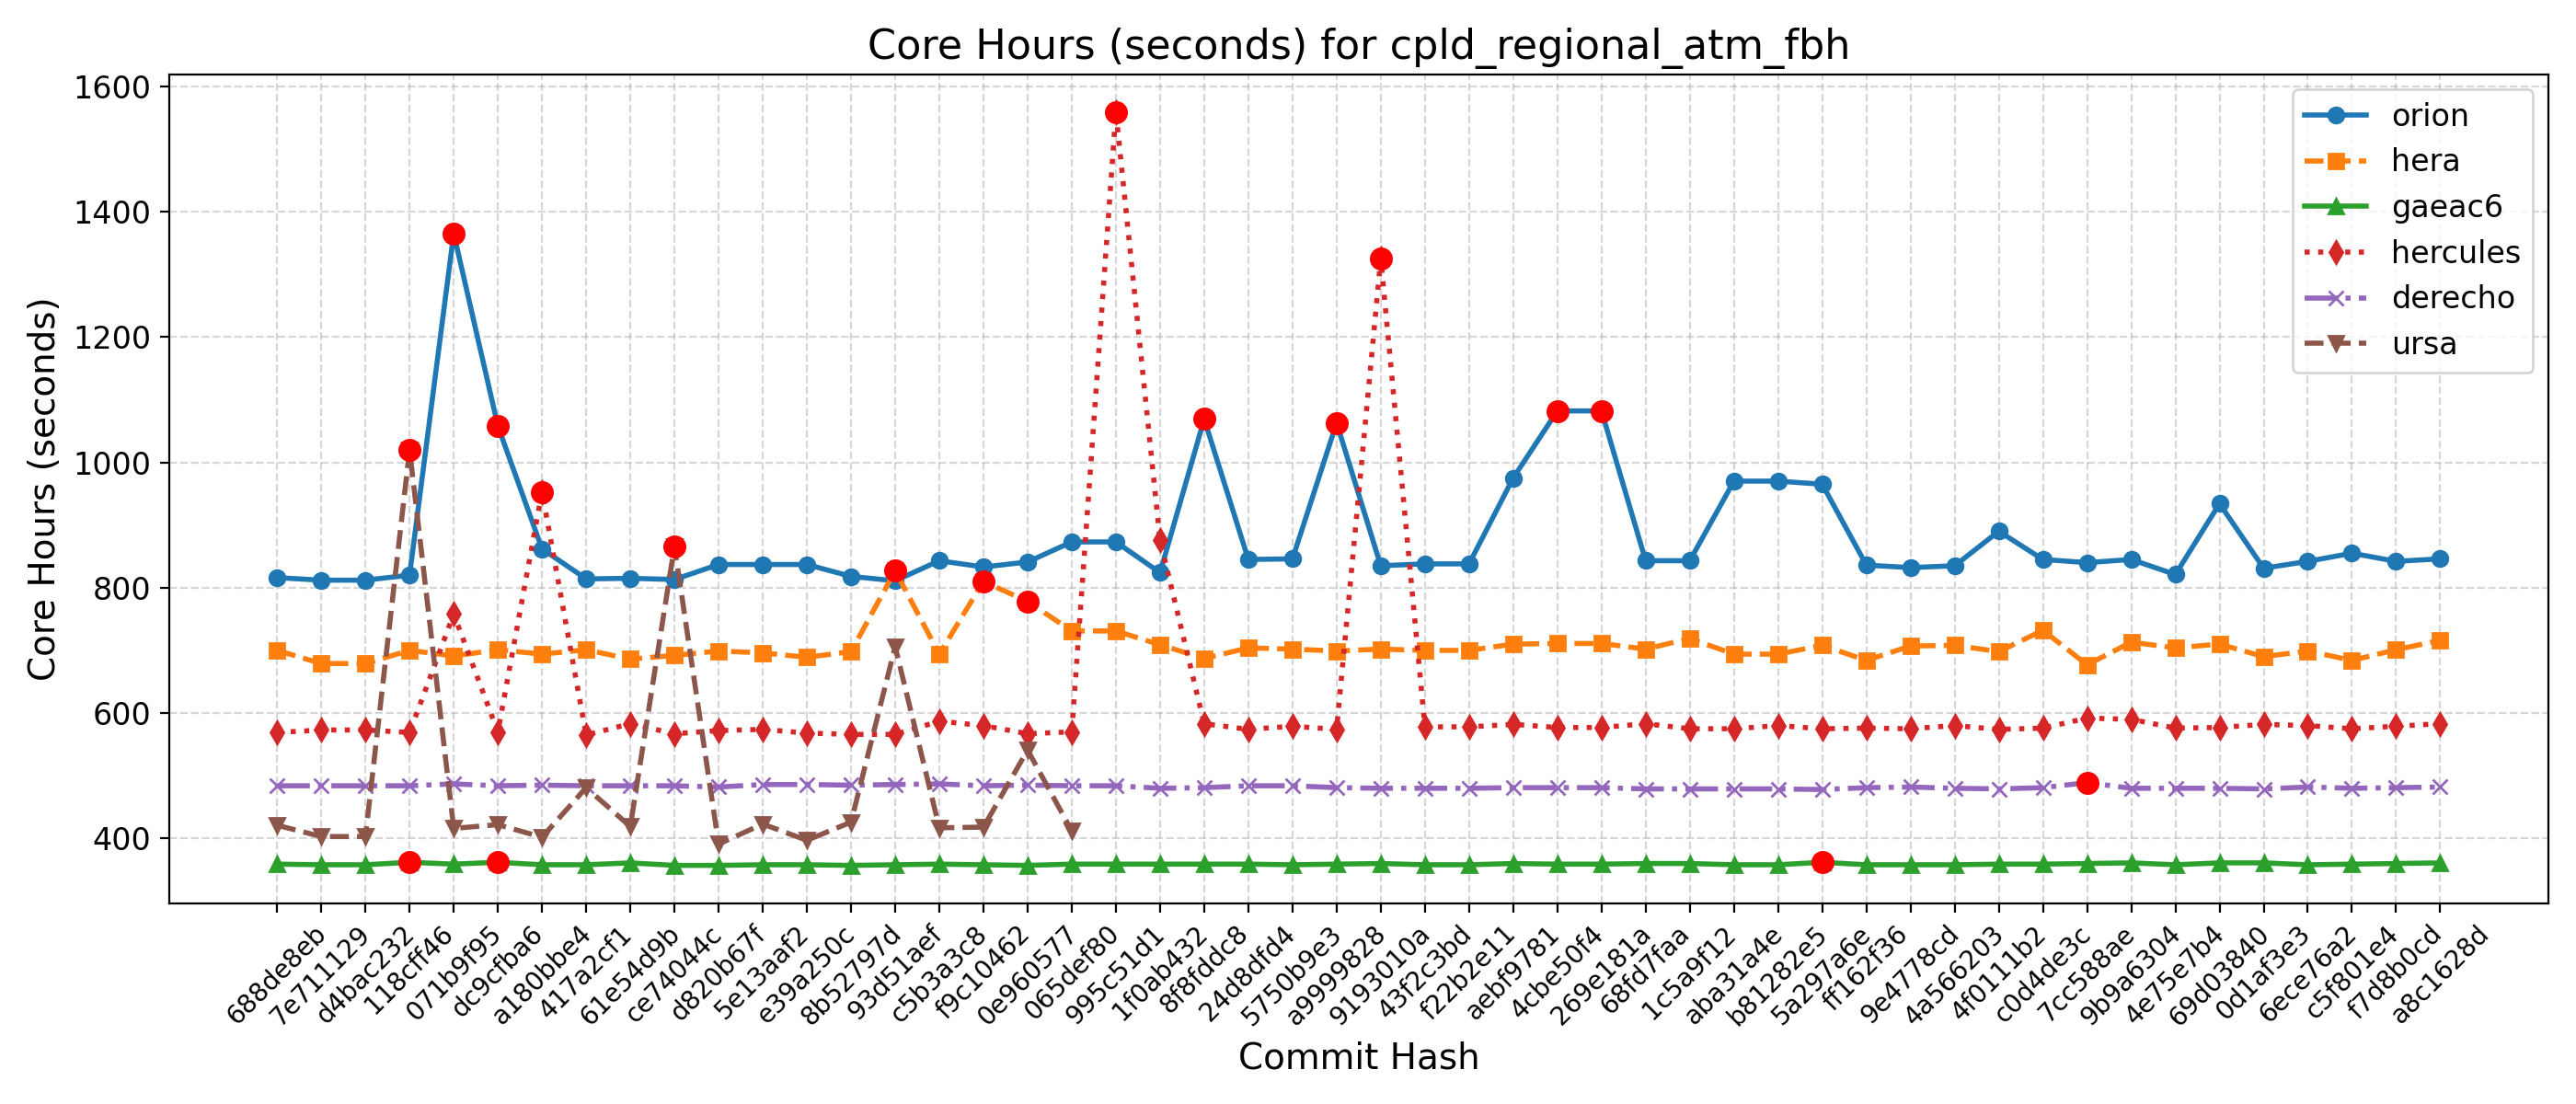 Core Hours (seconds) for cpld_regional_atm_fbh
Core Hours (seconds)
1600
1400
1200
1000
800
600
400
orion
hera
gaeac6
hercules
derecho
ursa
688de8eb
7e711129
d4bac232
118cff46
071b9f95
dc9cfba6
a180bbe4
417a2cf1
61e54d9b
ce74044c
d820b67f
5e13aaf2
e39a250c
8b52797d
93d51aef
c5b3a3c8
f9c10462
0e960577
065def80
995c51d1
1f0ab432
8f8fddc8
24d8dfd4
5750b9e3
a9999828
9193010a
43f2c3bd
f22b2e11
aebf9781
4cbe50f4
269e181a
68fd7faa
1c5a9f12
aba31a4e
b81282e5
5a297a6e
ff162f36
9e4778cd
4a566203
4f0111b2
c0d4de3c
7cc588ae
9b9a6304
4e75e7b4
69d03840
0d1af3e3
6ece76a2
c5f801e4
f7d8b0cd
a8c1628d
Commit Hash